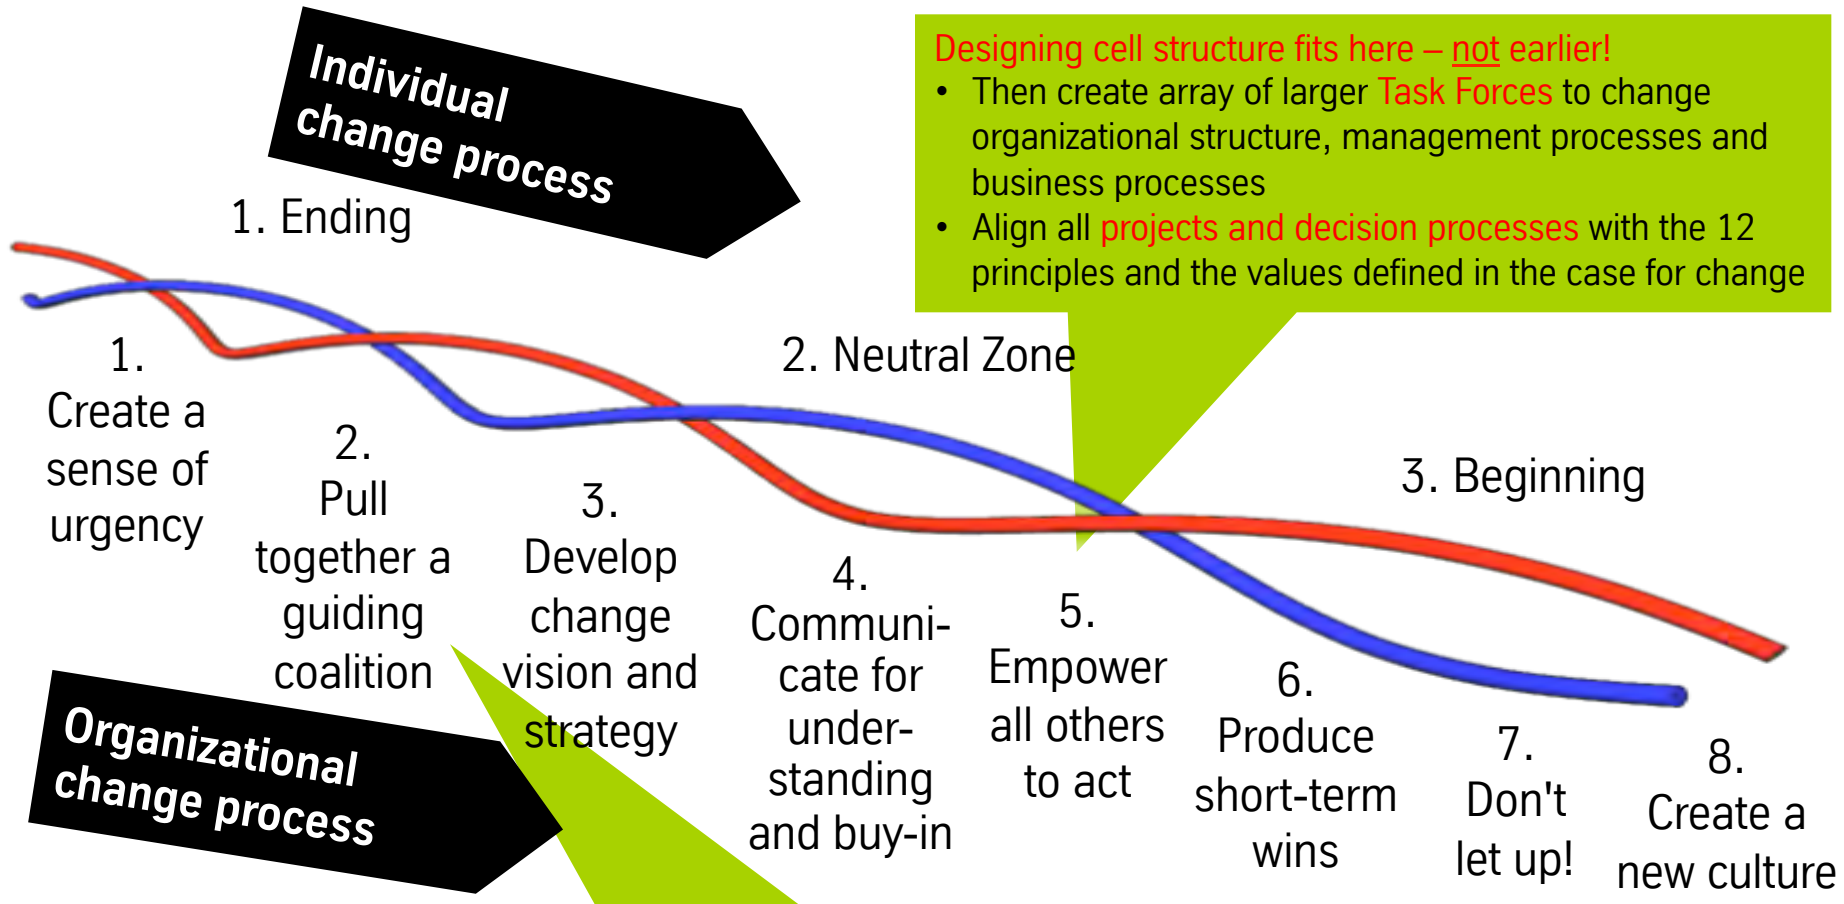 Individual
change process
Designing cell structure fits here – not earlier!
• Then create array of larger Task Forces to change
organizational structure, management processes and
business processes
• Align all projects and decision processes with the 12
principles and the values defined in the case for change
1. Ending
2. Neutral Zone
3. Beginning
1.
Create a
sense of
urgency
2.
Pull
together a
guiding
coalition
3.
Develop
change
vision and
strategy
4.
Communi-
cate for
under-
standing
and buy-in
5.
Empower
all others
to act
6.
Produce
short-term
wins
7.
Don't
let up!
8.
Create a
new culture
Organizational
change process